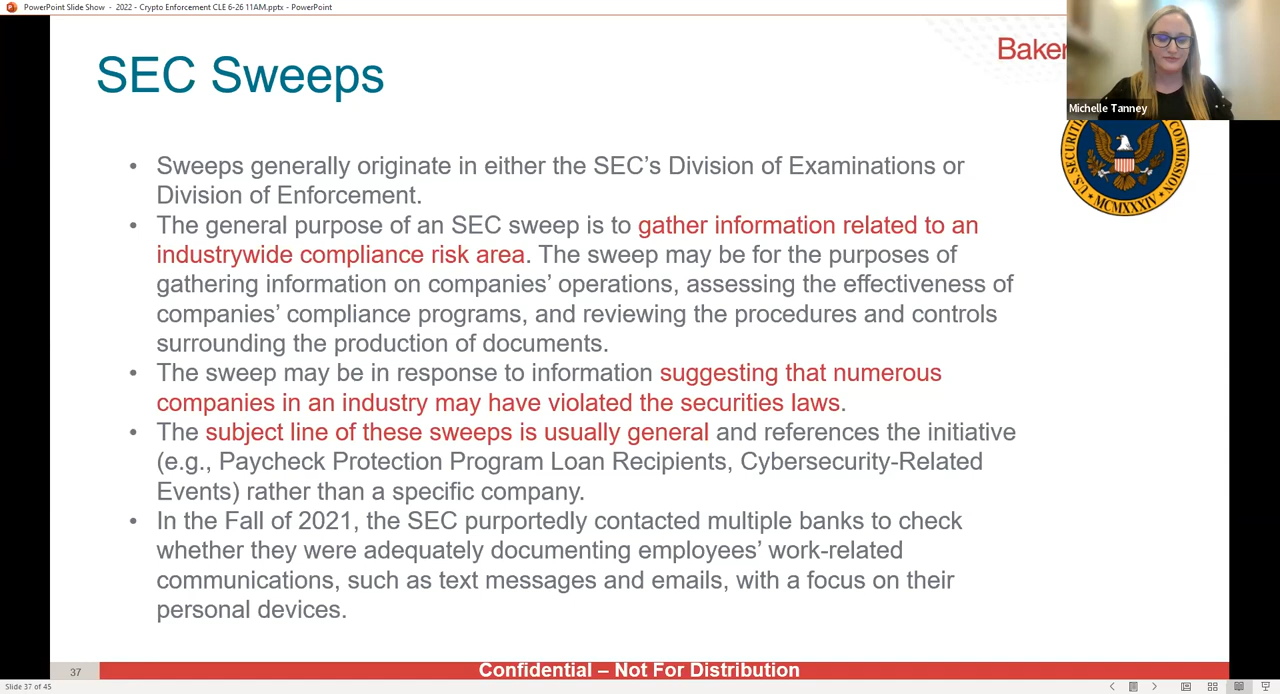 PowerPoint Slide Show - 2022 - Crypto Enforcement CLE 6-26 11AM.pptx - PowerPoint
SEC Sweeps
Baker
Michelle Tanney
• Sweeps generally originate in either the SEC’s Division of Examinations or
Division of Enforcement.
• The general purpose of an SEC sweep is to gather information related to an
industrywide compliance risk area. The sweep may be for the purposes of
gathering information on companies’ operations, assessing the effectiveness of
companies’ compliance programs, and reviewing the procedures and controls
surrounding the production of documents.
• The sweep may be in response to information suggesting that numerous
companies in an industry may have violated the securities laws.
• The subject line of these sweeps is usually general and references the initiative
(e.g., Paycheck Protection Program Loan Recipients, Cybersecurity-Related
Events) rather than a specific company.
• In the Fall of 2021, the SEC purportedly contacted multiple banks to check
whether they were adequately documenting employees’ work-related
communications, such as text messages and emails, with a focus on their
personal devices.
U.S. SECURITI
COMMISSION
MCMXXXIV
37
Confidential – Not For Distribution
Slide 37 of 45